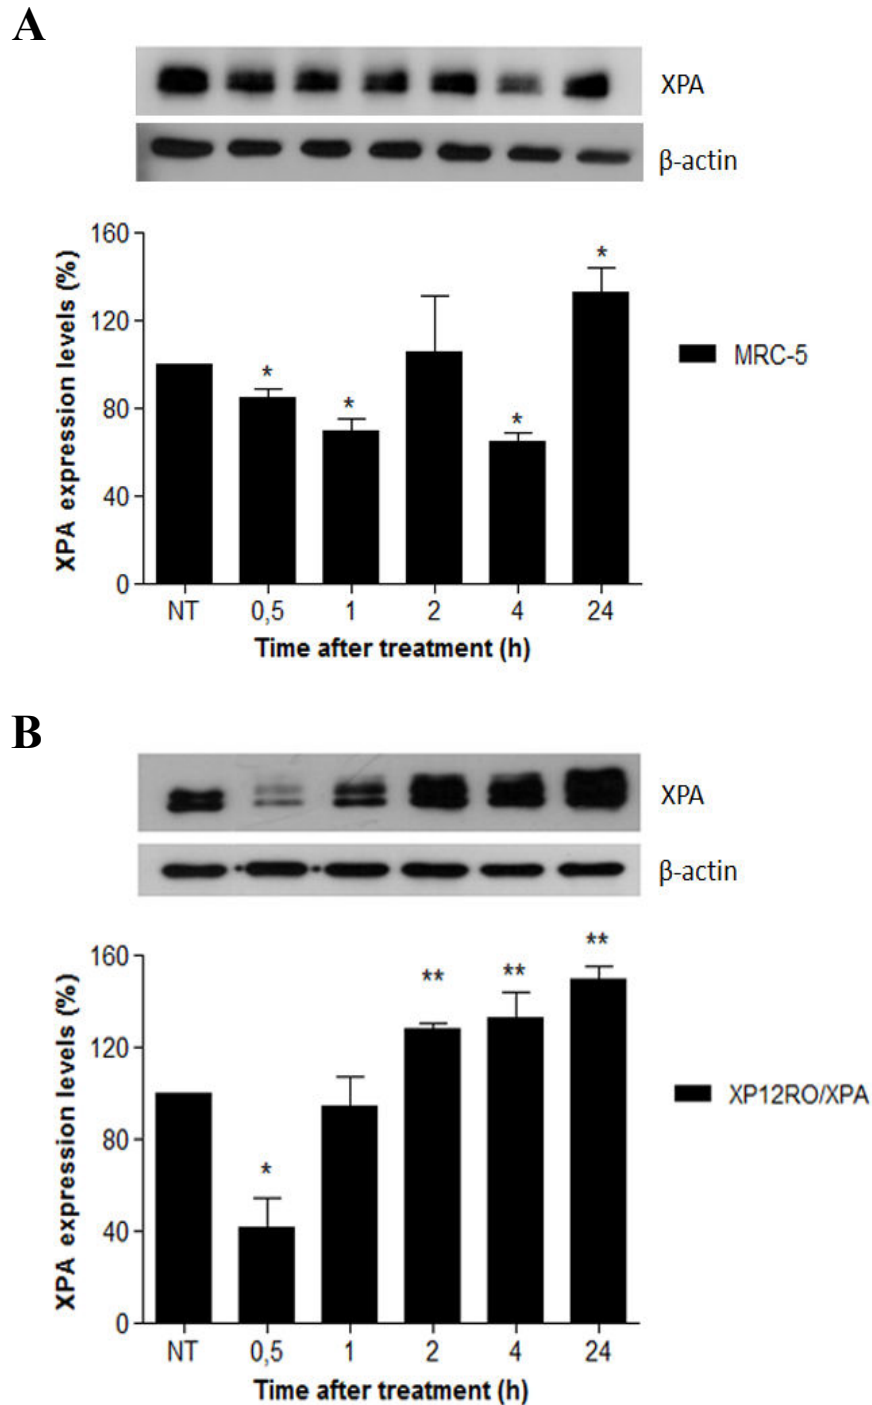 A
XPA
β-actin
160
120
80
40
0
XPA expression levels (%)
*
*
*
*
MRC-5
NT 0,5 1 2 4 24
Time after treatment (h)
B
XPA
β-actin
160
120
80
40
0
XPA expression levels (%)
*
**
**
**
XP12RO/XPA
NT 0,5 1 2 4 24
Time after treatment (h)